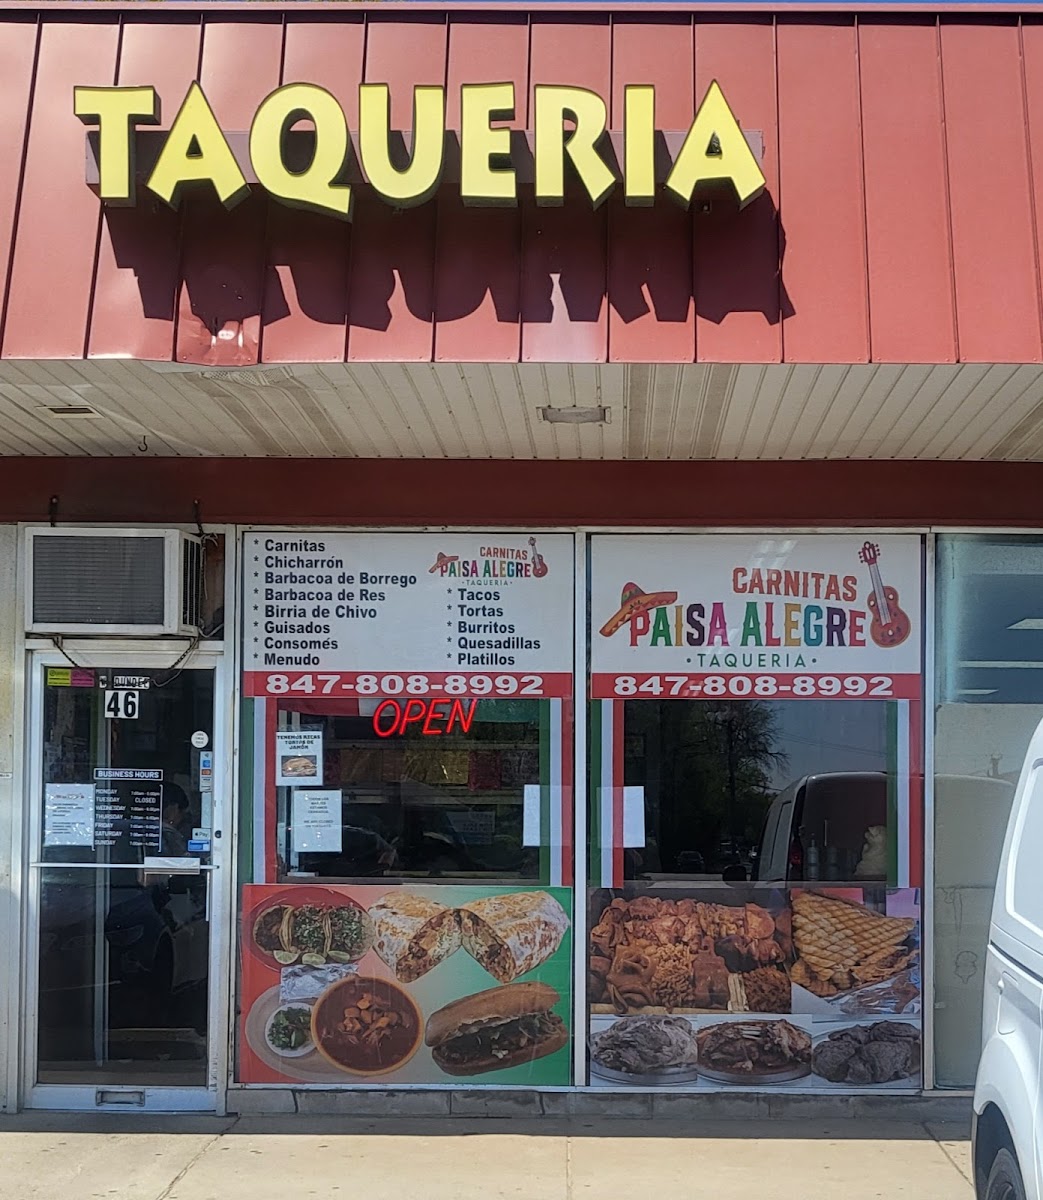 TAQUERIA
* Carnitas
* Chicharrón
* Barbacoa de Borrego
* Barbacoa de Res
* Birria de Chivo
* Guisados
* Consomés
* Menudo
CARNITAS
PAISA ALEGRE
• TAQUERIA •
* Tacos
* Tortas
* Burritos
* Quesadillas
* Platillos
847-808-8992
CARNITAS
PAISA ALEGRE
• TAQUERIA •
847-808-8992
OPEN
TENEMOS RICAS
TORTAS DE
JAMÓN
DUNDEE
46
BUSINESS HOURS
MONDAY
TUESDAY CLOSED
WEDNESDAY
THURSDAY
FRIDAY
SATURDAY
SUNDAY